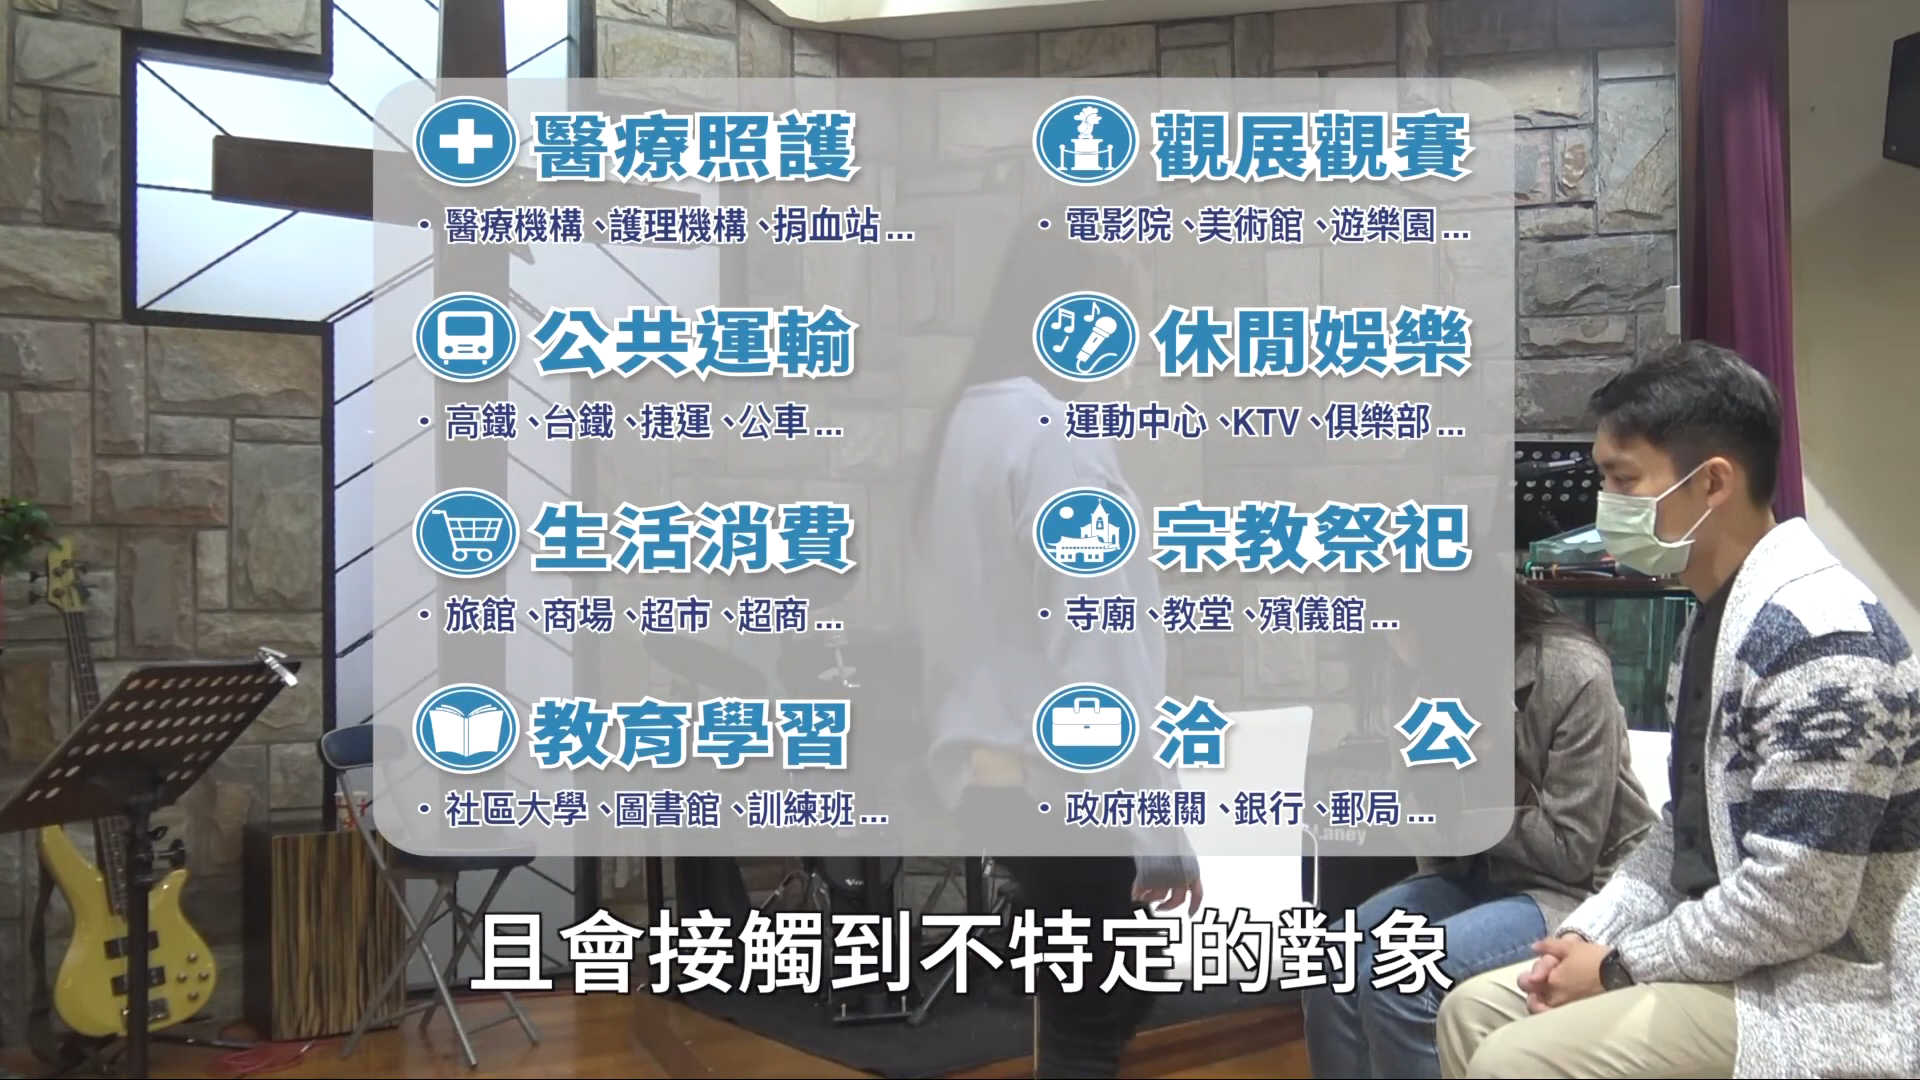 醫療照護
・醫療機構、護理機構、捐血站...
觀展觀賽
・電影院、美術館、遊樂園...
公共運輸
・高鐵、台鐵、捷運、公車...
休閒娛樂
・運動中心、KTV、俱樂部...
生活消費
・旅館、商場、超市、超商...
宗教祭祀
・寺廟、教堂、殯儀館...
教育學習
・社區大學、圖書館、訓練班...
洽 公
・政府機關、銀行、郵局...
Laney
且會接觸到不特定的對象